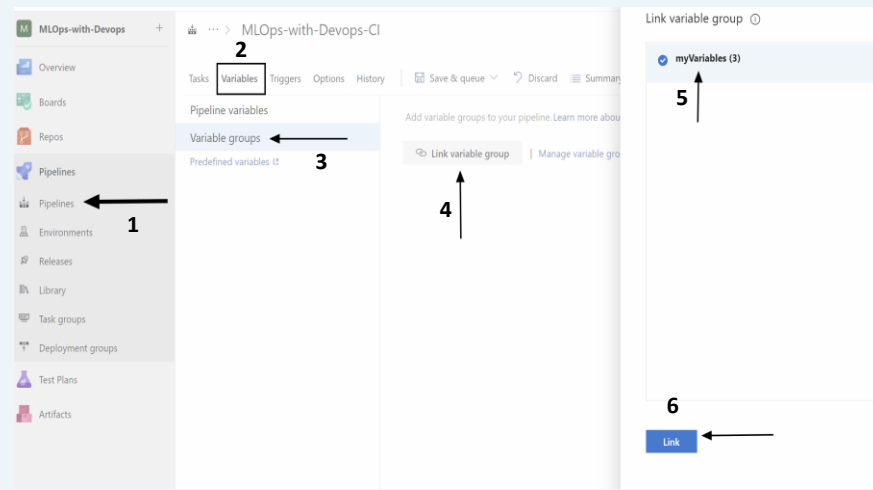 M MLOps-with-Devops +
Overview
Boards
Repos
Pipelines
Pipelines
1
Environments
Releases
Library
Task groups
Deployment groups
Test Plans
Artifacts
··· > MLOps-with-Devops-CI
2
Tasks Variables Triggers Options History Save & queue Discard Summary
Pipeline variables
Variable groups
3
Predefined variables
Add variable groups to your pipeline. Learn more abou
Link variable group | Manage variable gro
4
Link variable group
myVariables (3)
5
6
Link